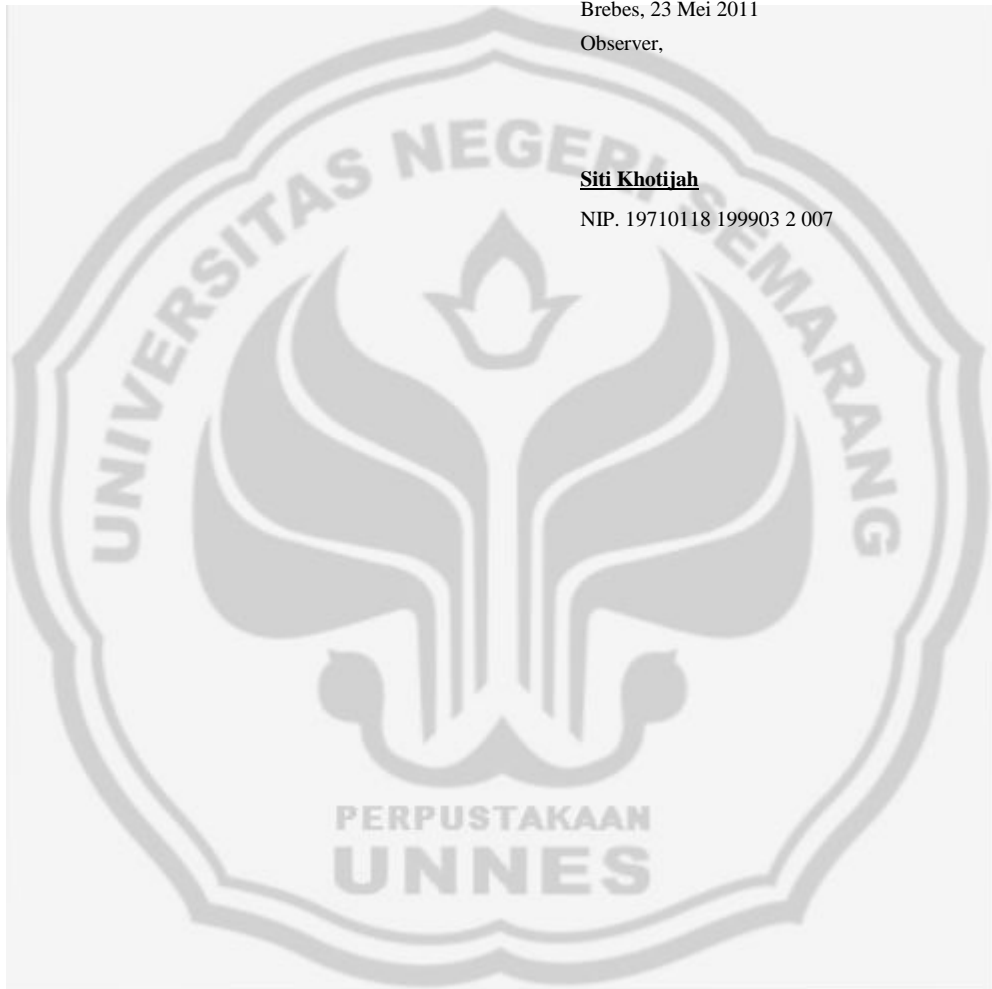 Brebes, 23 Mei 2011
Observer,
Siti Khotijah
NIP. 19710118 199903 2 007
UNIVERSITAS NEGERI SEMARANG
PERPUSTAKAAN
UNNES